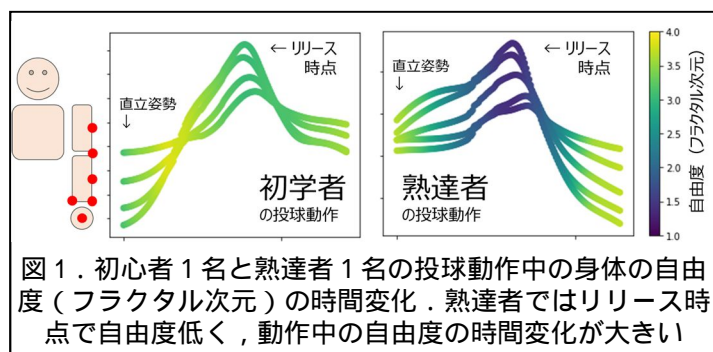 ← リリース
時点
直立姿勢
↓
初学者
の投球動作
← リリース
時点
直立姿勢
↓
熟達者
の投球動作
4.0
3.5
3.0
2.5
2.0
1.5
1.0
自由度（フラクタル次元）
図１．初心者１名と熟達者１名の投球動作中の身体の自由
度（フラクタル次元）の時間変化．熟達者ではリリース時
点で自由度低く，動作中の自由度の時間変化が大きい